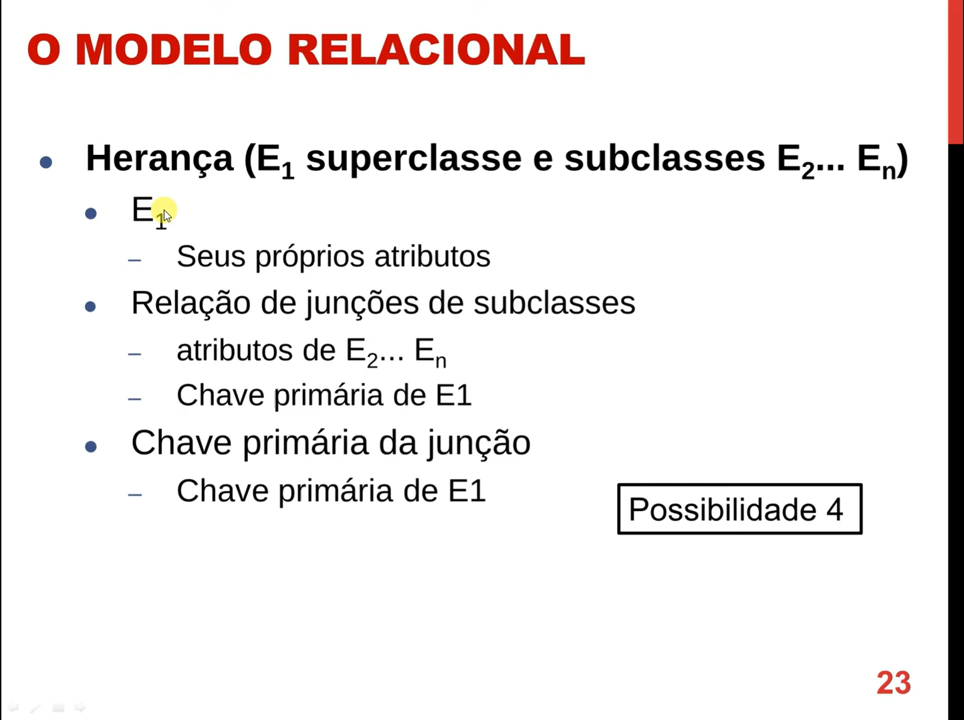 O MODELO RELACIONAL
Herança (E1 superclasse e subclasses E2... En)
E1
Seus próprios atributos
Relação de junções de subclasses
atributos de E2... En
Chave primária de E1
Chave primária da junção
Chave primária de E1
Possibilidade 4
23